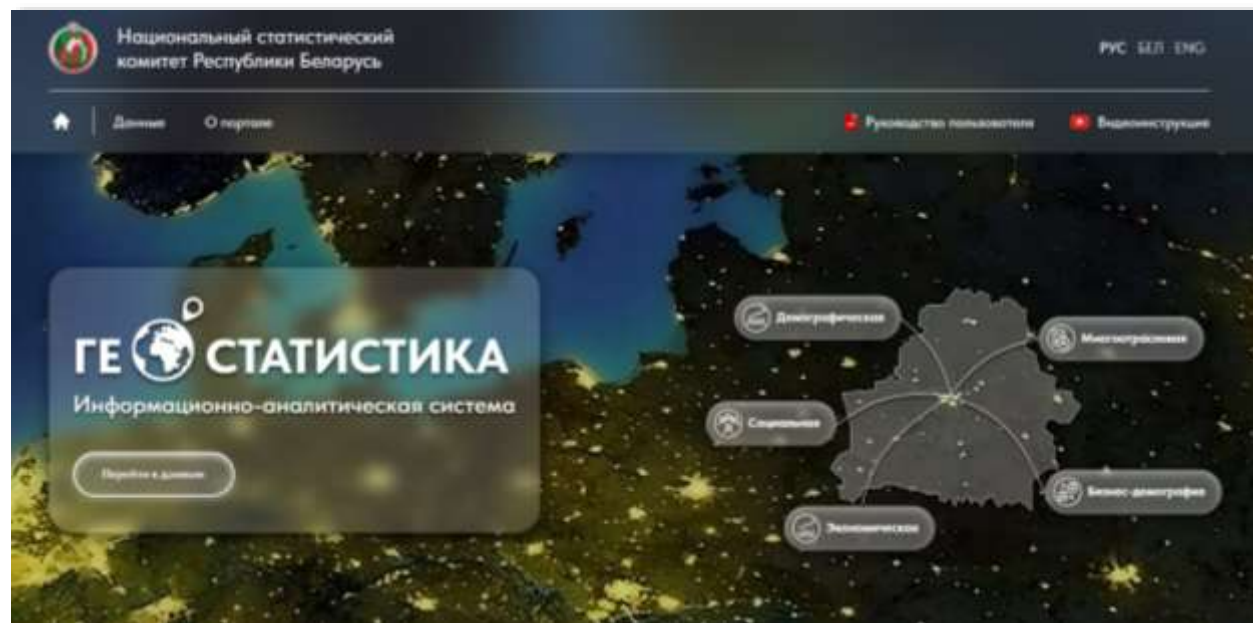 Национальный статистический
комитет Республики Беларусь
РУС БЕЛ ENG
Данные О портале
Руководство пользователя Видеоинструкция
Демографическая
Многоотраслевая
ГЕ СТАТИСТИКА
Информационно-аналитическая система
Социальная
Перейти к данным
Бизнес-демография
Экономическая